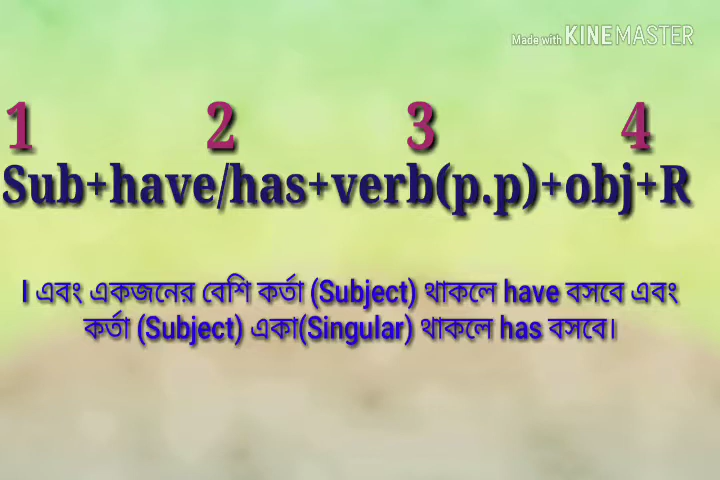 Made with KINEMASTER
1 2 3 4
Sub+have/has+verb(p.p)+obj+R
I এবং একজনের বেশি কর্তা (Subject) থাকলে have বসবে এবং
কর্তা (Subject) একা(Singular) থাকলে has বসবে।